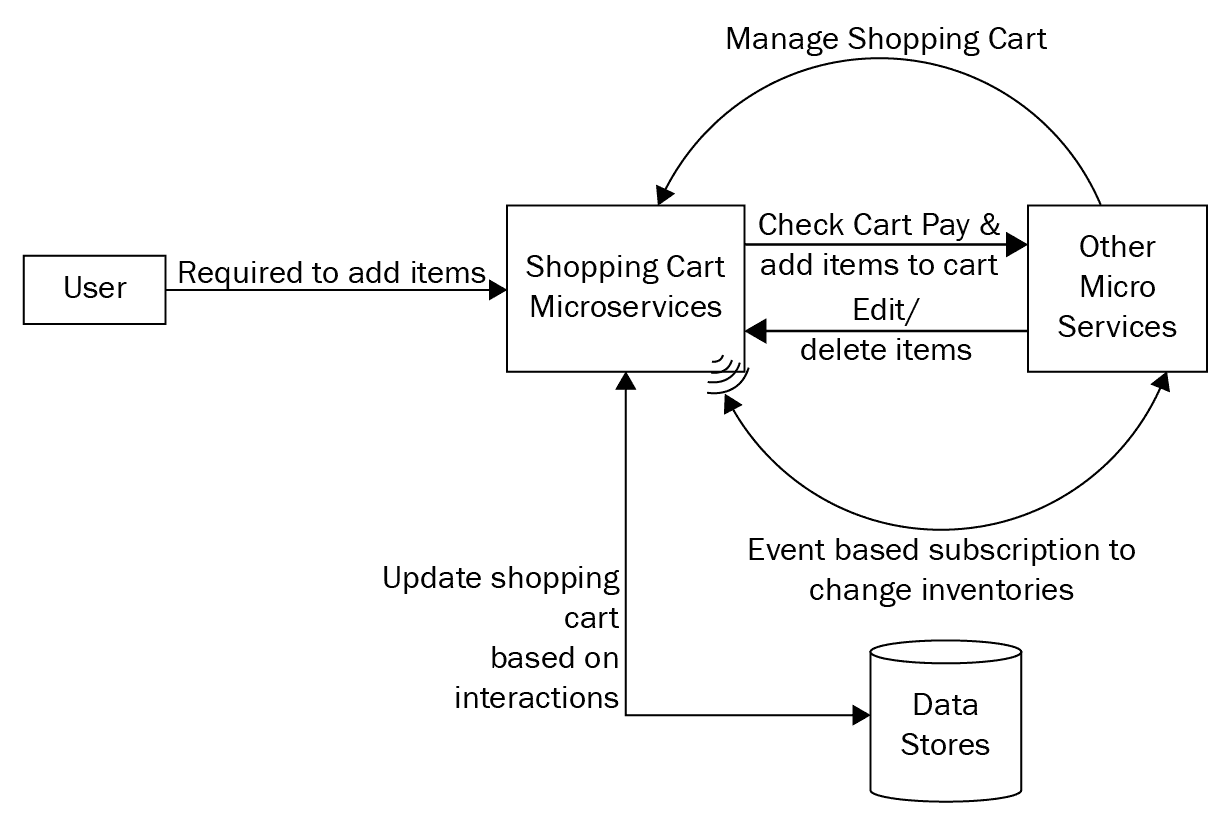 Manage Shopping Cart
User
Required to add items
Shopping Cart
Microservices
Check Cart Pay &
add items to cart
Edit/
delete items
Other
Micro
Services
Event based subscription to
change inventories
Update shopping
cart
based on
interactions
Data
Stores